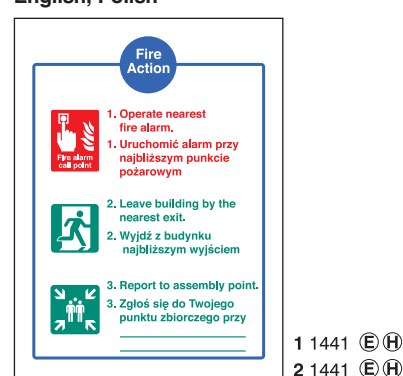 English, Polish
Fire
Action
1. Operate nearest
fire alarm.
1. Uruchomić alarm przy
najbliższym punkcie
pożarowym
Fire alarm
call point
2. Leave building by the
nearest exit.
2. Wyjdź z budynku
najbliższym wyjściem
3. Report to assembly point.
3. Zgłoś się do Twojego
punktu zbiorczego przy
1 1441 Ⓔ Ⓗ
2 1441 Ⓔ Ⓗ